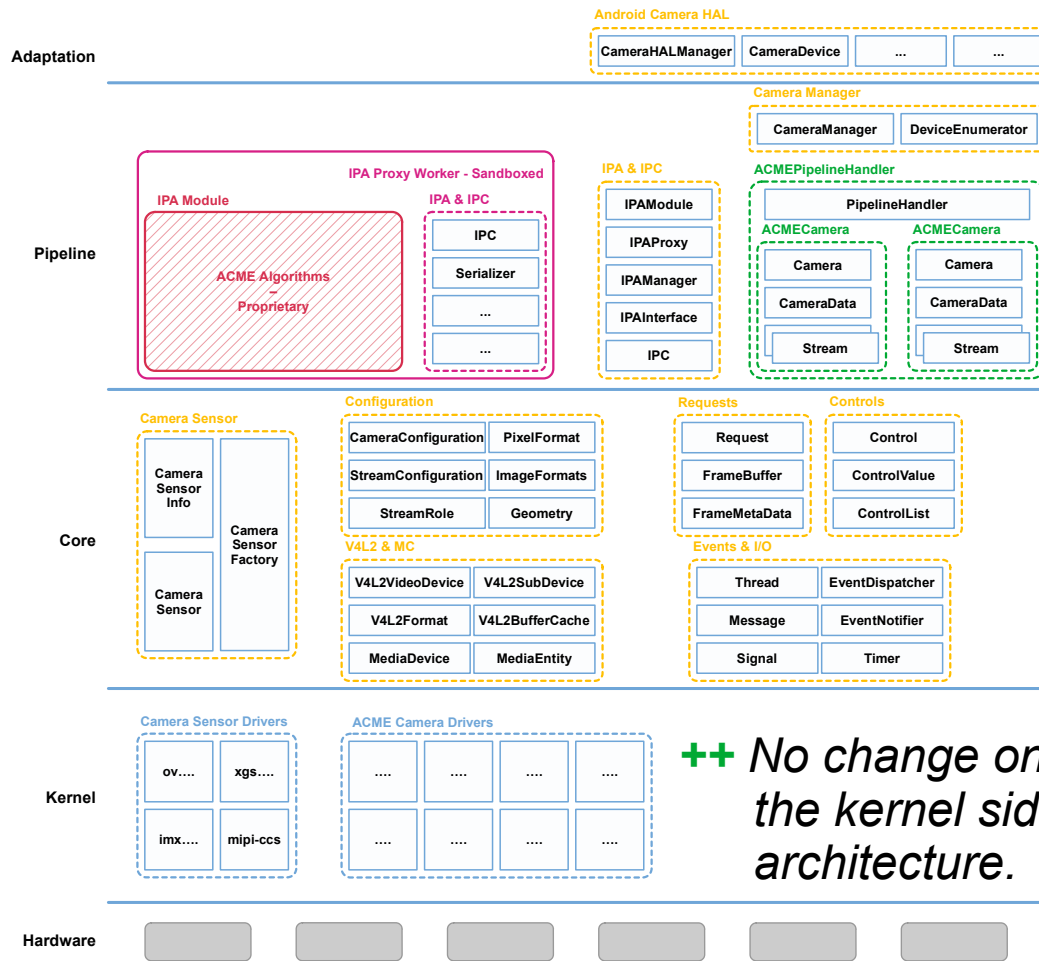 Android Camera HAL
Adaptation
CameraHALManager
CameraDevice
...
...
Camera Manager
CameraManager
DeviceEnumerator
IPA Proxy Worker - Sandboxed
IPA & IPC
ACMEPipelineHandler
IPA Module
IPA & IPC
IPAModule
PipelineHandler
IPC
ACMECamera
ACMECamera
Pipeline
IPAProxy
ACME Algorithms
–
Proprietary
Serializer
Camera
Camera
IPAManager
...
CameraData
CameraData
IPAInterface
...
IPC
Stream
Stream
Configuration
Requests
Controls
Camera Sensor
CameraConfiguration
PixelFormat
Request
Control
Camera
Sensor
Info
StreamConfiguration
ImageFormats
FrameBuffer
ControlValue
StreamRole
Geometry
FrameMetaData
ControlList
Core
Camera
Sensor
Factory
V4L2 & MC
Events & I/O
Camera
Sensor
V4L2VideoDevice
V4L2SubDevice
Thread
EventDispatcher
V4L2Format
V4L2BufferCache
Message
EventNotifier
MediaDevice
MediaEntity
Signal
Timer
Camera Sensor Drivers
ACME Camera Drivers
ov....
xgs....
....
....
....
....
Kernel
imx....
mipi-ccs
....
....
....
....
++ No change on
the kernel sid
architecture.
Hardware